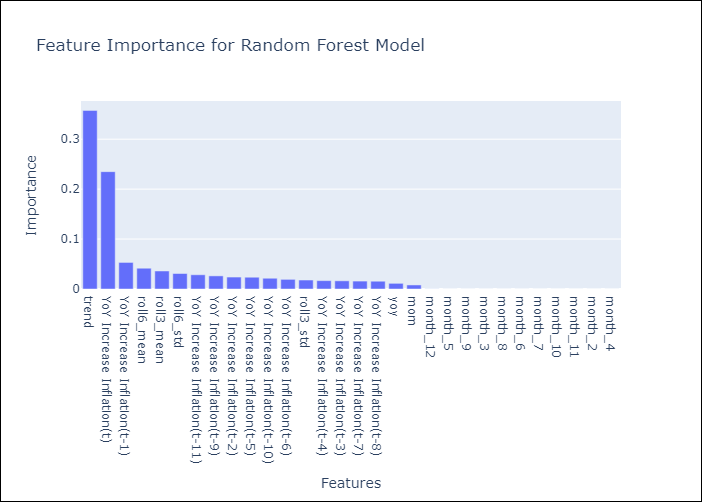 Feature Importance for Random Forest Model
Importance
0.3
0.2
0.1
0
trend
YoY Increase Inflation(t)
YoY Increase Inflation(t-1)
roll6_mean
roll3_mean
roll6_std
YoY Increase Inflation(t-11)
YoY Increase Inflation(t-9)
YoY Increase Inflation(t-2)
YoY Increase Inflation(t-5)
YoY Increase Inflation(t-10)
YoY Increase Inflation(t-6)
roll3_std
YoY Increase Inflation(t-4)
YoY Increase Inflation(t-3)
YoY Increase Inflation(t-7)
YoY Increase Inflation(t-8)
yoy
mom
month_12
month_5
month_9
month_3
month_8
month_6
month_7
month_10
month_11
month_2
month_4
Features